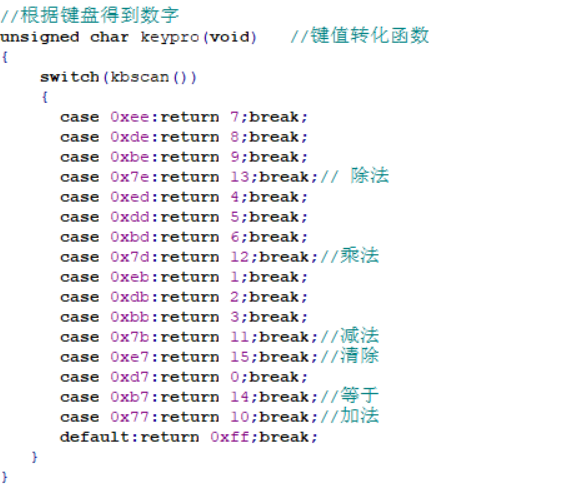 //根据键盘得到数字
unsigned char keypro(void)   //键值转化函数
{
    switch(kbscan())
    {
      case 0xee:return 7;break;
      case 0xde:return 8;break;
      case 0xbe:return 9;break;
      case 0x7e:return 13;break;// 除法
      case 0xed:return 4;break;
      case 0xdd:return 5;break;
      case 0xbd:return 6;break;
      case 0x7d:return 12;break;//乘法
      case 0xeb:return 1;break;
      case 0xdb:return 2;break;
      case 0xbb:return 3;break;
      case 0x7b:return 11;break;//减法
      case 0xe7:return 15;break;//清除
      case 0xd7:return 0;break;
      case 0xb7:return 14;break;//等于
      case 0x77:return 10;break;//加法
      default:return 0xff;break;
   }
}